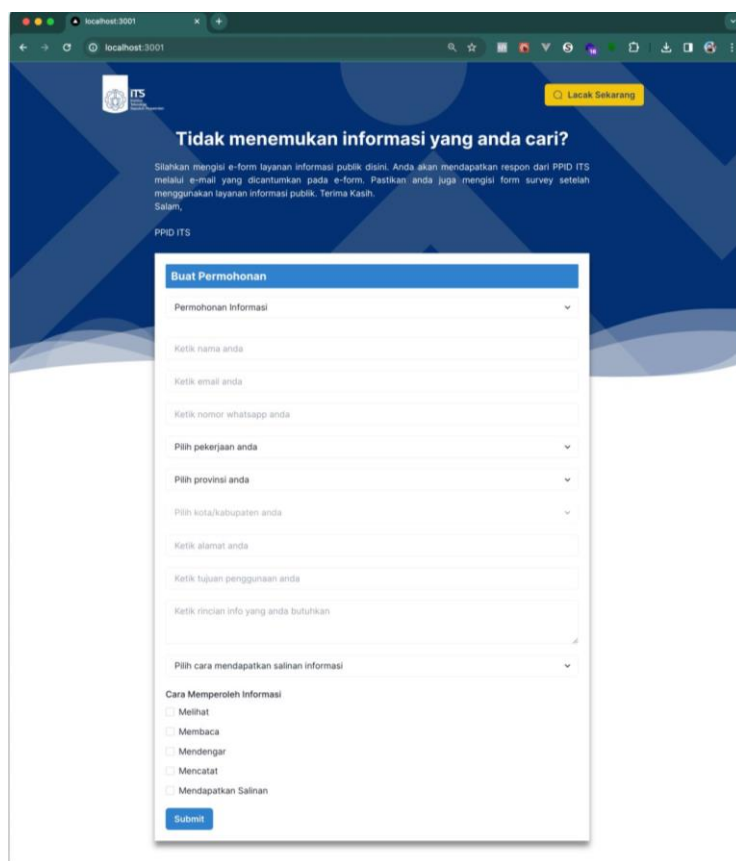 localhost:3001
localhost:3001
ITS
Lacak Sekarang
Tidak menemukan informasi yang anda cari?
Silahkan mengisi e-form layanan informasi publik disini. Anda akan mendapatkan respon dari PPID ITS
melalui e-mail yang dicantumkan pada e-form. Pastikan anda juga mengisi form survey setelah
menggunakan layanan informasi publik. Terima Kasih.
Salam,
PPID ITS
Buat Permohonan
Permohonan Informasi
Ketik nama anda
Ketik email anda
Ketik nomor whatsapp anda
Pilih pekerjaan anda
Pilih provinsi anda
Pilih kota/kabupaten anda
Ketik alamat anda
Ketik tujuan penggunaan anda
Ketik rincian info yang anda butuhkan
Pilih cara mendapatkan salinan informasi
Cara Memperoleh Informasi
Melihat
Membaca
Mendengar
Mencatat
Mendapatkan Salinan
Submit